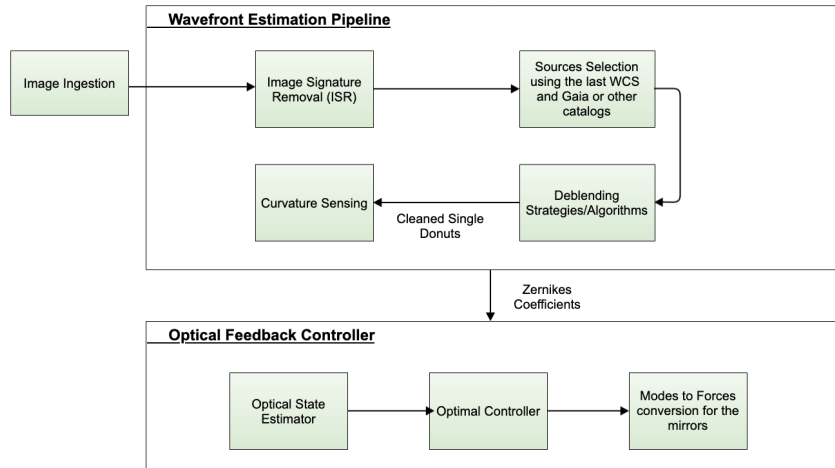 Wavefront Estimation Pipeline
Image Ingestion
Image Signature
Removal (ISR)
Sources Selection
using the last WCS
and Gaia or other
catalogs
Curvature Sensing
Cleaned Single
Donuts
Deblending
Strategies/Algorithms
Zernikes
Coefficients
Optical Feedback Controller
Optical State
Estimator
Optimal Controller
Modes to Forces
conversion for the
mirrors